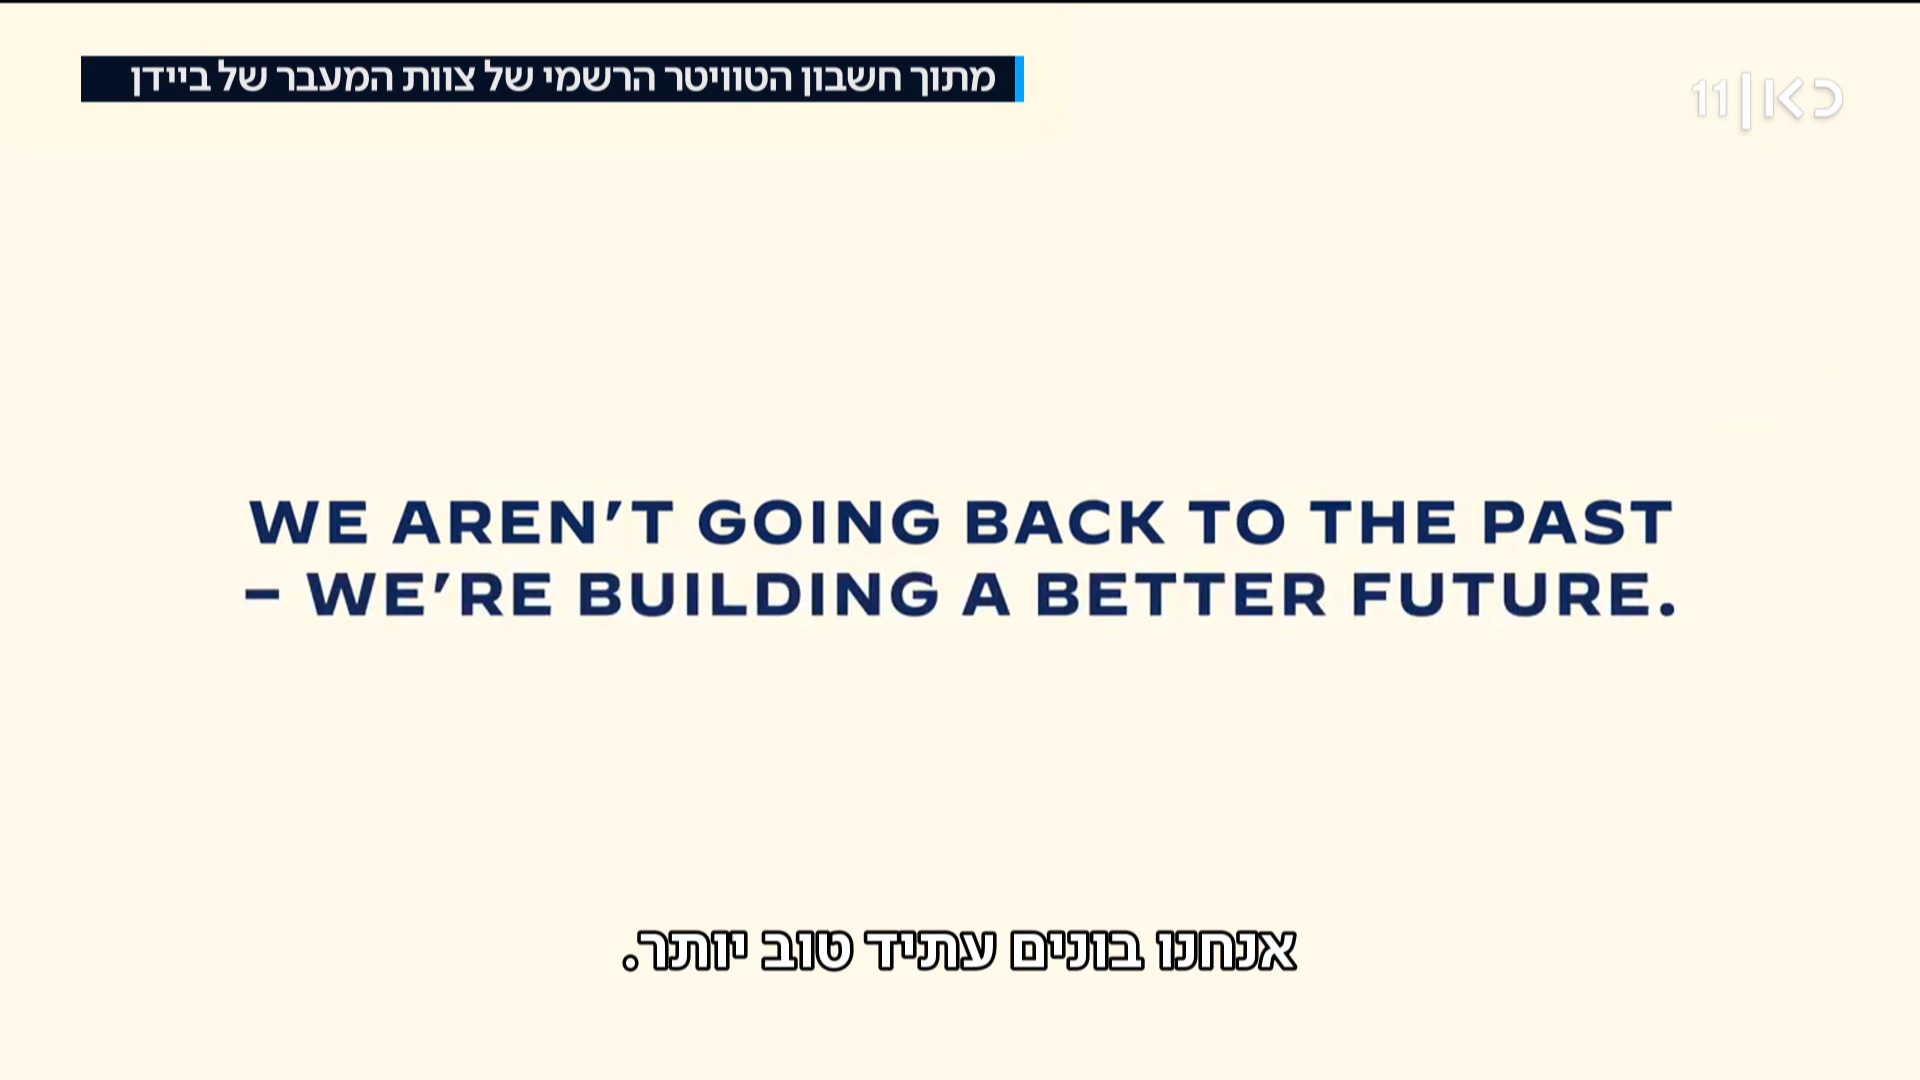 מתוך חשבון הטוויטר הרשמי של צוות המעבר של ביידן
כאן|11
WE AREN’T GOING BACK TO THE PAST
– WE’RE BUILDING A BETTER FUTURE.
אנחנו בונים עתיד טוב יותר.